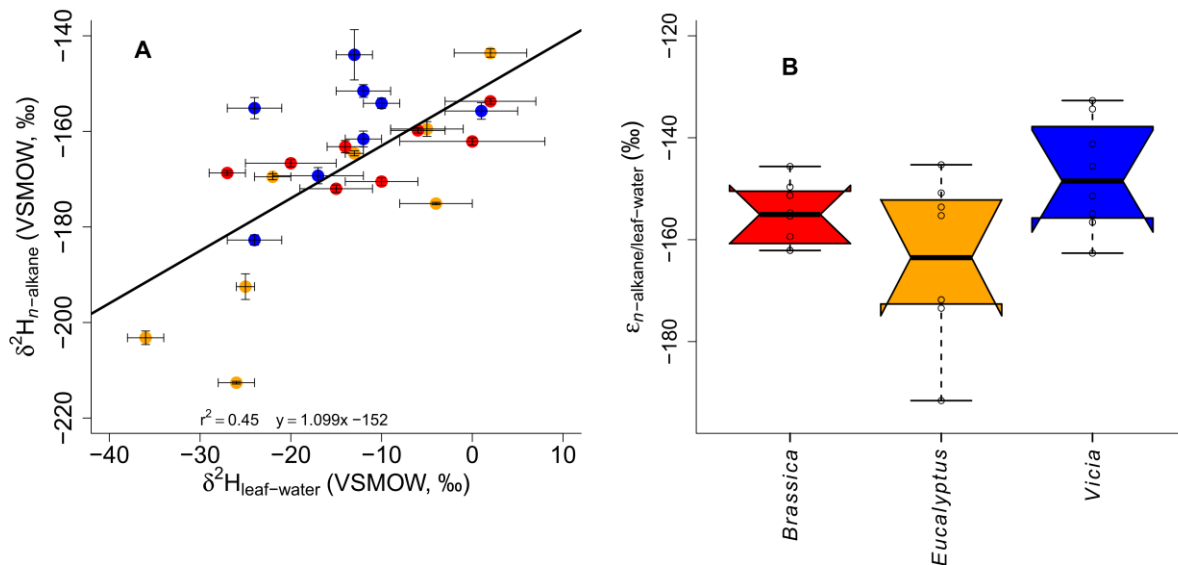 A
δ²Hn−alkane (VSMOW, ‰)
−140
−160
−180
−200
−220
r² = 0.45 y = 1.099x −152
−40 −30 −20 −10 0 10
δ²Hleaf−water (VSMOW, ‰)
B
εn−alkane/leaf−water (‰)
−120
−140
−160
−180
Brassica
Eucalyptus
Vicia